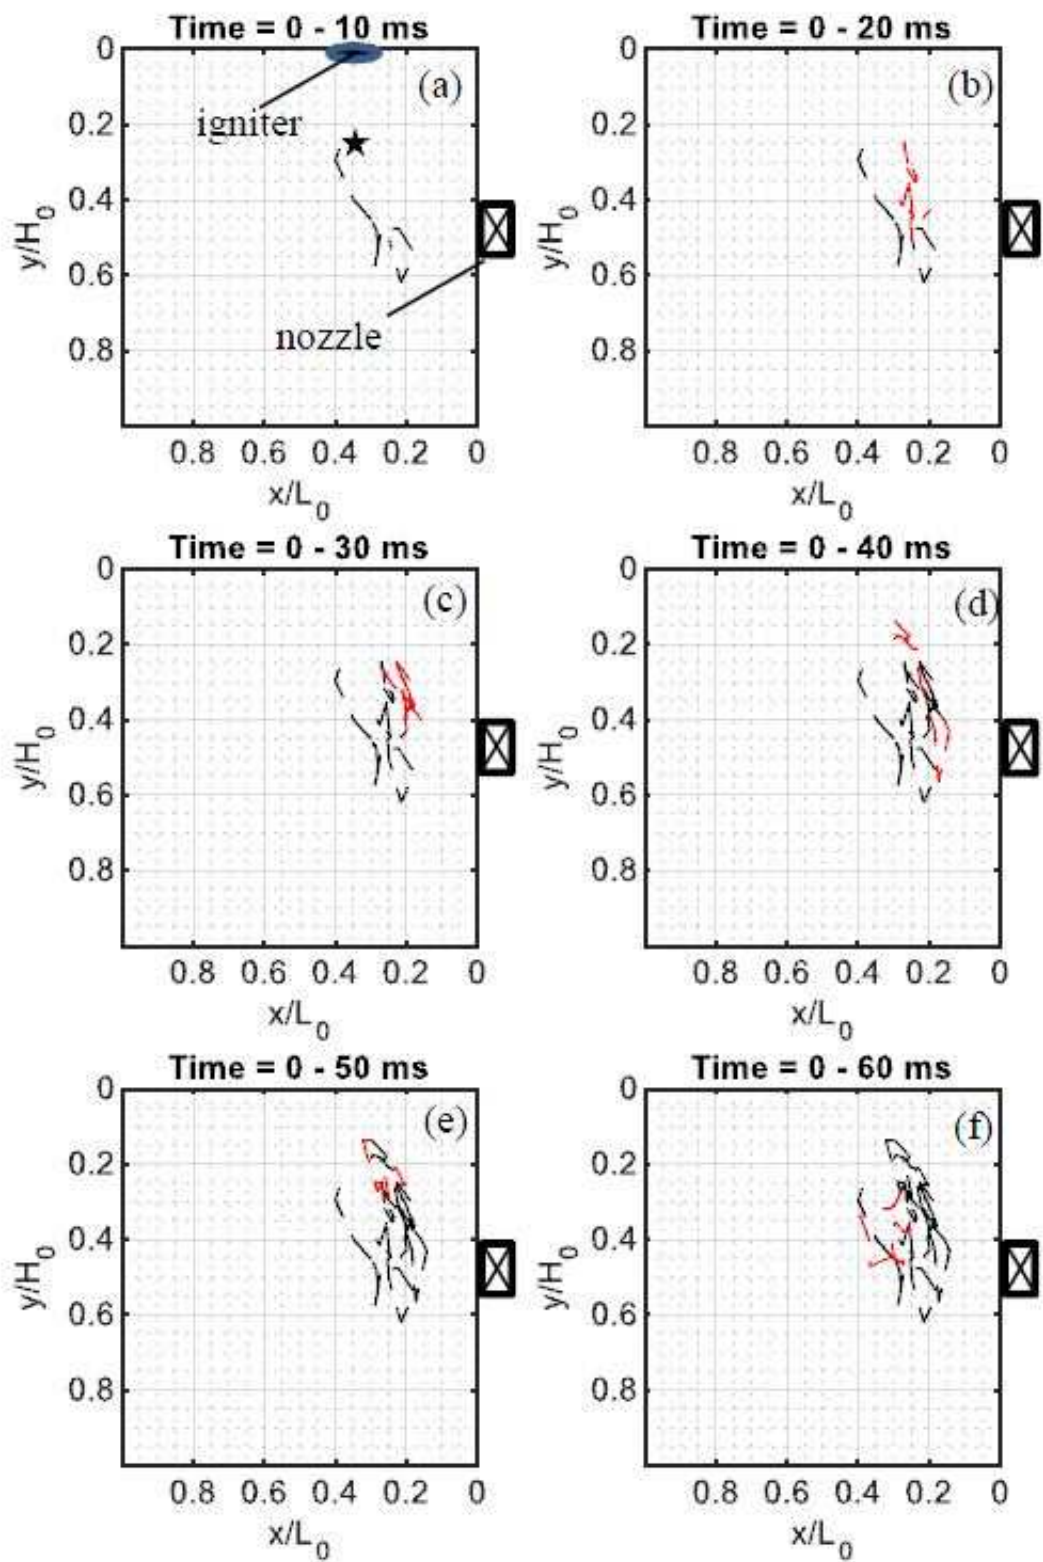 Time = 0 - 10 ms
0
(a)
igniter
0.2
0.4
y/H0
0.6
nozzle
0.8
0.8 0.6 0.4 0.2 0
x/L0
Time = 0 - 20 ms
0
(b)
0.2
0.4
y/H0
0.6
0.8
0.8 0.6 0.4 0.2 0
x/L0
Time = 0 - 30 ms
0
(c)
0.2
0.4
y/H0
0.6
0.8
0.8 0.6 0.4 0.2 0
x/L0
Time = 0 - 40 ms
0
(d)
0.2
0.4
y/H0
0.6
0.8
0.8 0.6 0.4 0.2 0
x/L0
Time = 0 - 50 ms
0
(e)
0.2
0.4
y/H0
0.6
0.8
0.8 0.6 0.4 0.2 0
x/L0
Time = 0 - 60 ms
0
(f)
0.2
0.4
y/H0
0.6
0.8
0.8 0.6 0.4 0.2 0
x/L0